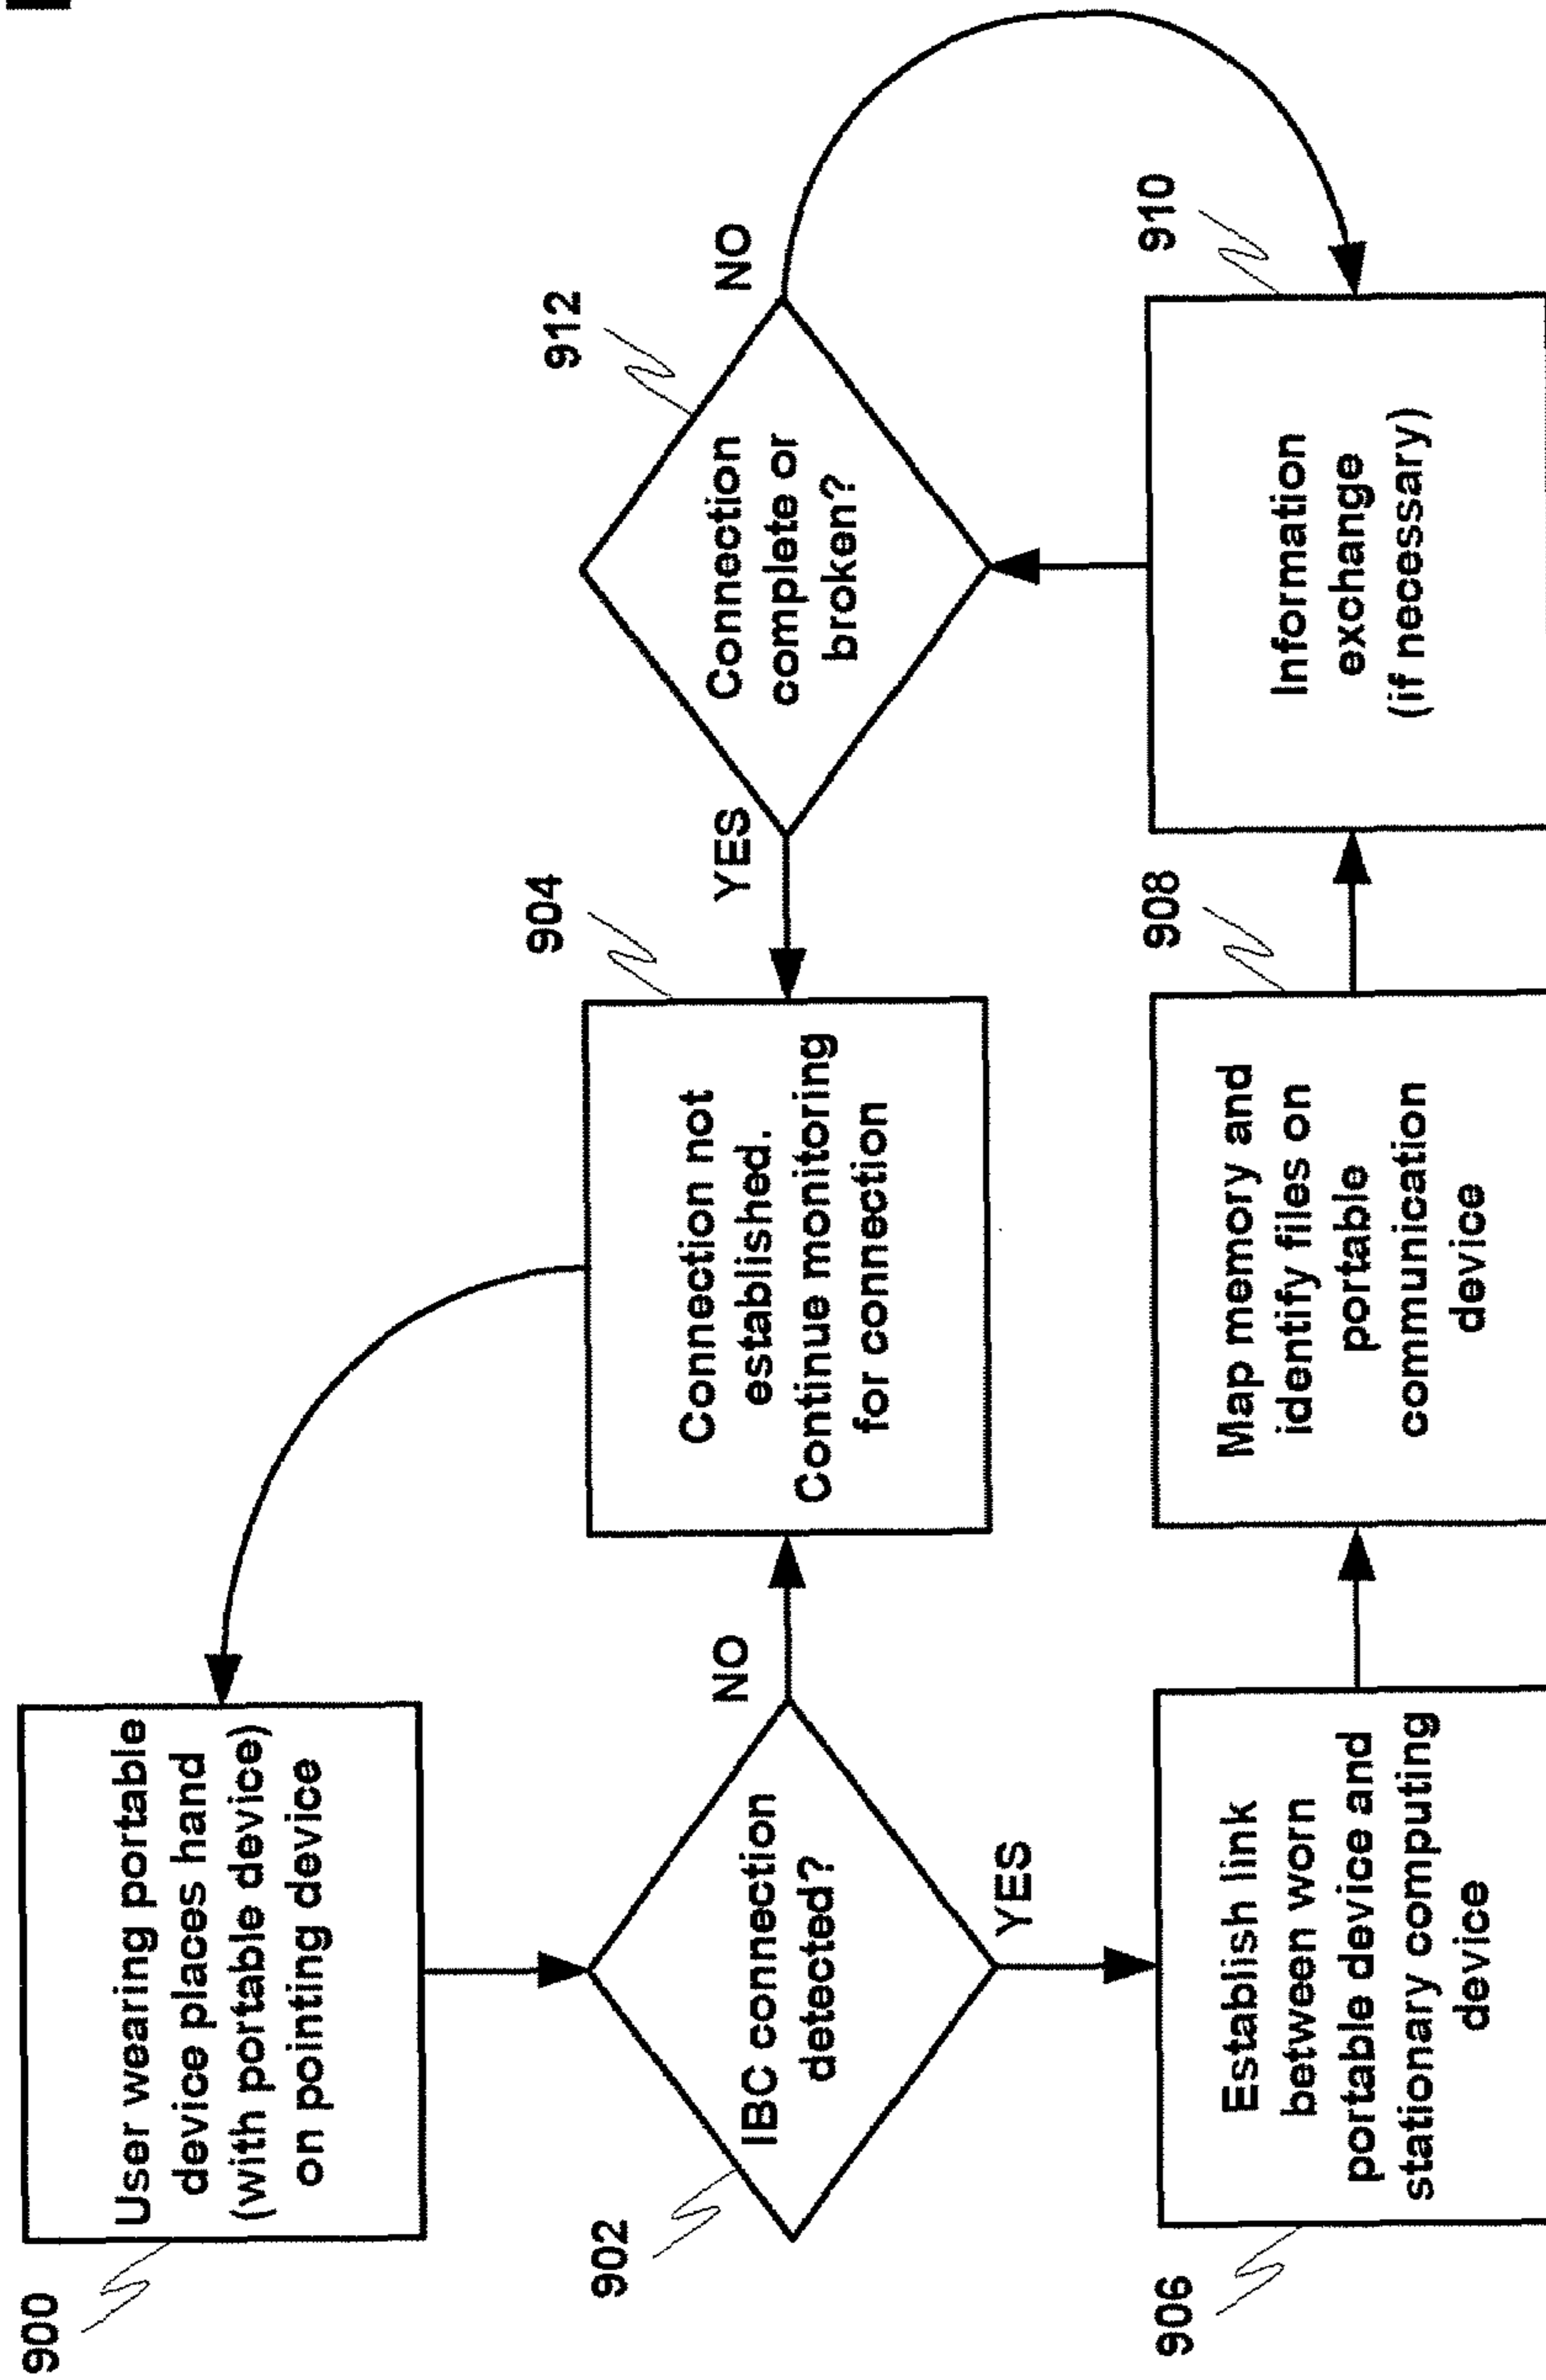 900
User wearing portable
device places hand
(with portable device)
on pointing device
902
IBC connection
detected?
NO
YES
904
Connection not
established.
Continue monitoring
for connection
912
Connection
complete or
broken?
YES
NO
906
Establish link
between worn
portable device and
stationary computing
device
908
Map memory and
identify files on
portable
communication
device
910
Information
exchange
(if necessary)